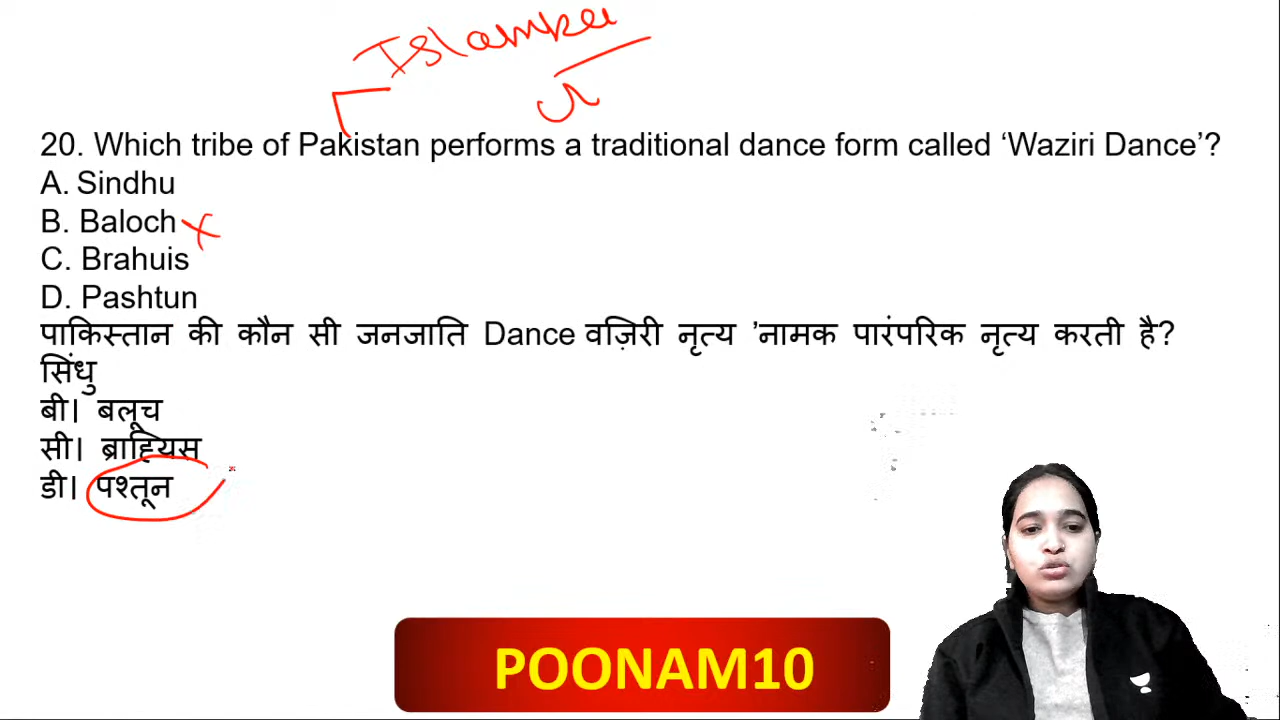 Islamka
20. Which tribe of Pakistan performs a traditional dance form called ‘Waziri Dance’?
A. Sindhu
B. Baloch
C. Brahuis
D. Pashtun
पाकिस्तान की कौन सी जनजाति Dance वज़िरी नृत्य ’नामक पारंपरिक नृत्य करती है?
सिंधु
बी। बलूच
सी। ब्राहियस
डी। पश्तून
POONAM10